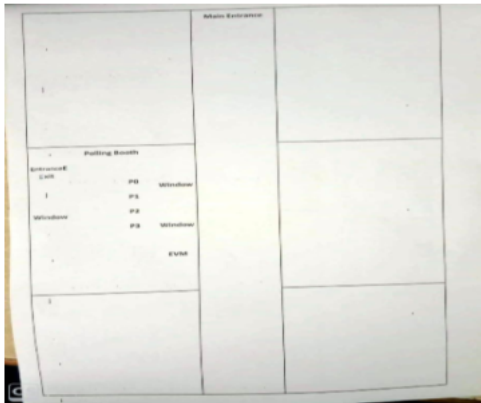 Main Entrance
Polling Booth
Entrance&
Exit
P0
Window
P1
P2
Window
P3
Window
EVM